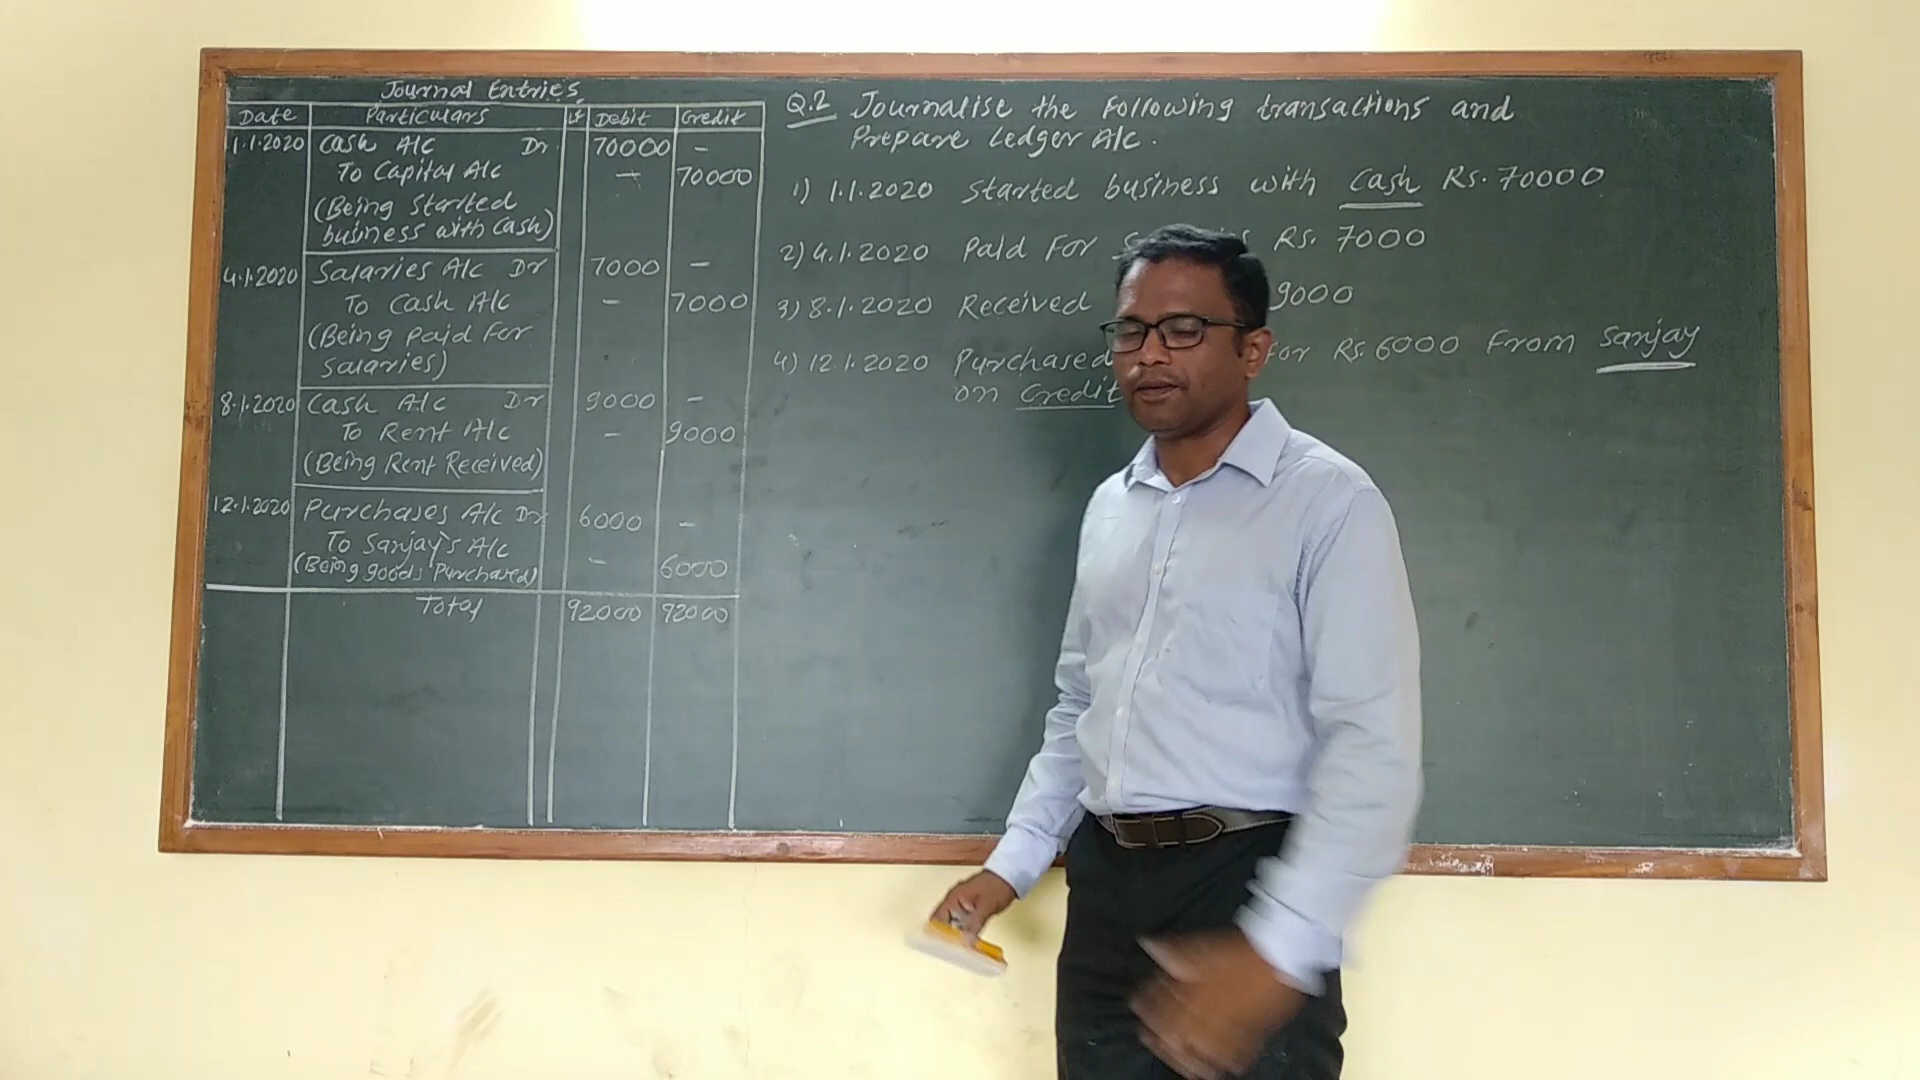 Journal Entries
Date Particulars LF Debit Credit
1.1.2020 Cash A/c Dr. 70000 -
To Capital A/c - 70000
(Being Started
business with Cash)
4.1.2020 Salaries A/c Dr 7000 -
To Cash A/c - 7000
(Being Paid For
Salaries)
8.1.2020 Cash A/c Dr 9000 -
To Rent A/c - 9000
(Being Rent Received)
12.1.2020 Purchases A/c Dr 6000 -
To Sanjay's A/c
(Being goods Purchased) - 6000
Total 92000 92000
Q.2 Journalise the Following transactions and
Prepare Ledger A/c.
1) 1.1.2020 Started business with Cash Rs. 70000
2) 4.1.2020 Paid For Rs. 7000
3) 8.1.2020 Received 9000
4) 12.1.2020 Purchased for Rs. 6000 From Sanjay
on Credit